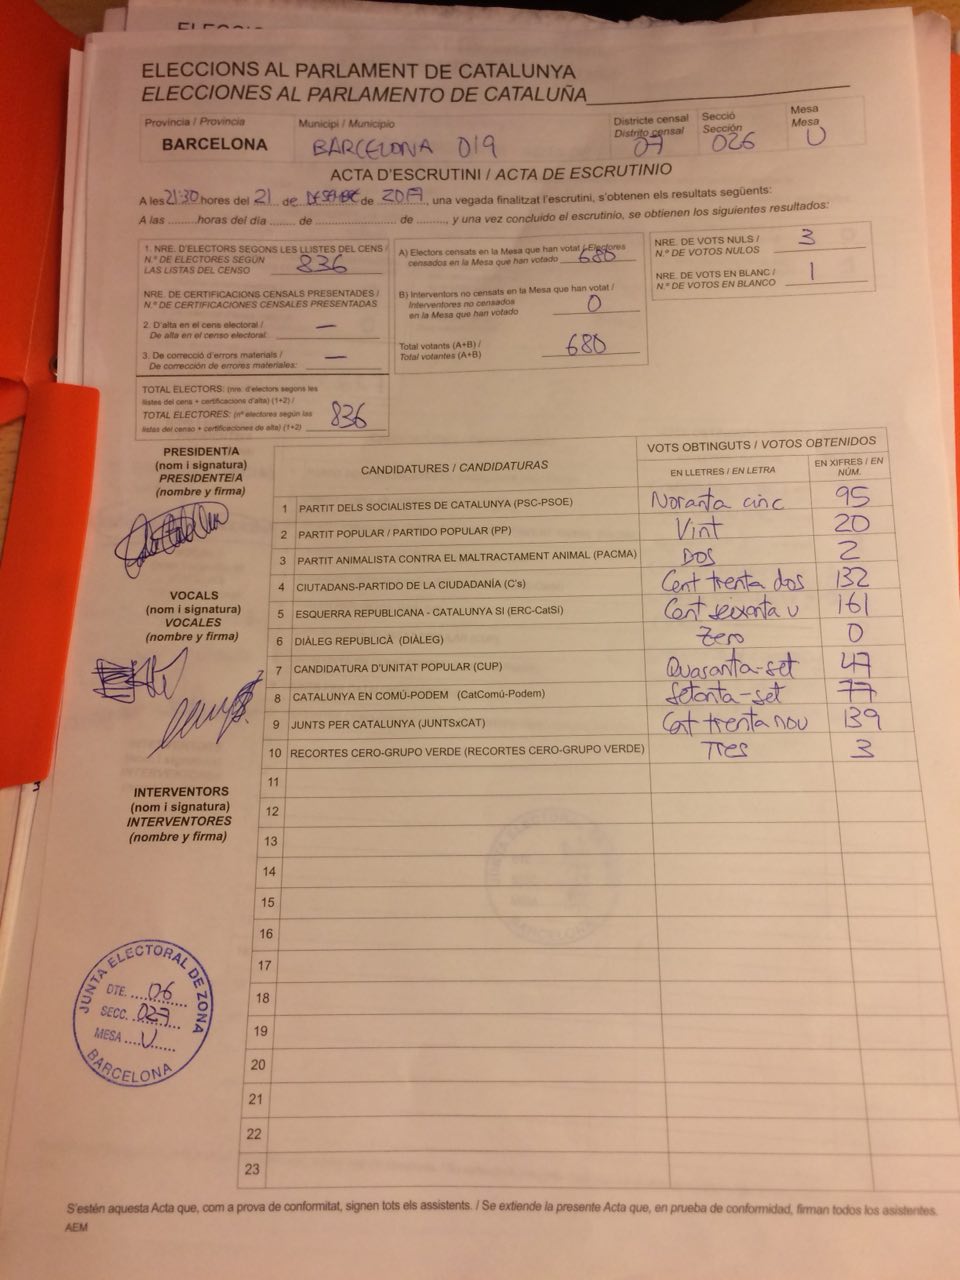 ELECCIONS AL PARLAMENT DE CATALUNYA
ELECCIONES AL PARLAMENTO DE CATALUÑA
Provincia / Provincia
BARCELONA
Municipi / Municipio
BARCELONA 019
Districte censal
Distrito censal
07
Secció
Sección
026
Mesa
Mesa
U
ACTA D'ESCRUTINI / ACTA DE ESCRUTINIO
A les 21:30 hores del 21 de DESEMBRE de 2017, una vegada finalitzat l'escrutini, s'obtenen els resultats següents:
A las ........horas del día ...... de ................... de ........, y una vez concluido el escrutinio, se obtienen los siguientes resultados:
1. NRE. D'ELECTORS SEGONS LES LLISTES DEL CENS /
N.º DE ELECTORES SEGÚN
LAS LISTAS DEL CENSO 836
NRE. DE CERTIFICACIONS CENSALS PRESENTADES /
N.º DE CERTIFICACIONES CENSALES PRESENTADAS
2. D'alta en el cens electoral /
De alta en el censo electoral: —
3. De correcció d'errors materials /
De corrección de errores materiales: —
TOTAL ELECTORS: (nre. d'electors segons les
llistes del cens + certificacions d'alta) (1+2) /
TOTAL ELECTORES: (nº electores según las
listas del censo + certificaciones de alta) (1+2) 836
A) Electors censats en la Mesa que han votat / Electores
censados en la Mesa que han votado 680
B) Interventors no censats en la Mesa que han votat /
Interventores no censados
en la Mesa que han votado 0
Total votants (A+B) /
Total votantes (A+B) 680
NRE. DE VOTS NULS /
N.º DE VOTOS NULOS 3
NRE. DE VOTS EN BLANC /
N.º DE VOTOS EN BLANCO 1
PRESIDENT/A
(nom i signatura)
PRESIDENTE/A
(nombre y firma)
VOCALS
(nom i signatura)
VOCALES
(nombre y firma)
INTERVENTORS
(nom i signatura)
INTERVENTORES
(nombre y firma)
CANDIDATURES / CANDIDATURAS
VOTS OBTINGUTS / VOTOS OBTENIDOS
EN LLETRES / EN LETRA
EN XIFRES / EN NÚM.
1 PARTIT DELS SOCIALISTES DE CATALUNYA (PSC-PSOE) Noranta cinc 95
2 PARTIT POPULAR / PARTIDO POPULAR (PP) Vint 20
3 PARTIT ANIMALISTA CONTRA EL MALTRACTAMENT ANIMAL (PACMA) DOS 2
4 CIUTADANS-PARTIDO DE LA CIUDADANÍA (C's) Cent trenta dos 132
5 ESQUERRA REPUBLICANA - CATALUNYA SI (ERC-CatSí) Cent seixanta u 161
6 DIÀLEG REPUBLICÀ (DIÀLEG) Zero 0
7 CANDIDATURA D'UNITAT POPULAR (CUP) Quaranta-set 47
8 CATALUNYA EN COMÚ-PODEM (CatComú-Podem) Setanta-set 77
9 JUNTS PER CATALUNYA (JUNTSxCAT) Cent trenta nou 139
10 RECORTES CERO-GRUPO VERDE (RECORTES CERO-GRUPO VERDE) Tres 3
11
12
13
14
15
16
17
18
19
20
21
22
23
JUNTA ELECTORAL DE ZONA
DTE. 06
SECC. 027
MESA U
BARCELONA
S'estén aquesta Acta que, com a prova de conformitat, signen tots els assistents. / Se extiende la presente Acta que, en prueba de conformidad, firman todos los asistentes.
AEM